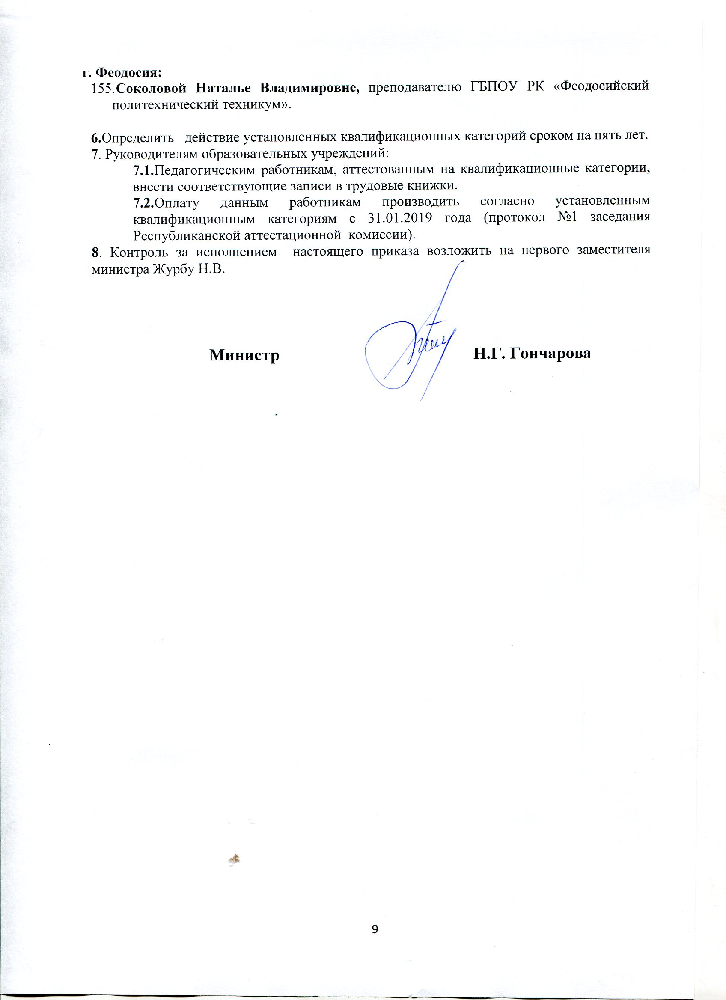 г. Феодосия:
155.Соколовой Наталье Владимировне, преподавателю ГБПОУ РК «Феодосийский
политехнический техникум».
6.Определить действие установленных квалификационных категорий сроком на пять лет.
7. Руководителям образовательных учреждений:
7.1.Педагогическим работникам, аттестованным на квалификационные категории,
внести соответствующие записи в трудовые книжки.
7.2.Оплату данным работникам производить согласно установленным
квалификационным категориям с 31.01.2019 года (протокол №1 заседания
Республиканской аттестационной комиссии).
8. Контроль за исполнением настоящего приказа возложить на первого заместителя
министра Журбу Н.В.
Министр Н.Г. Гончарова
9